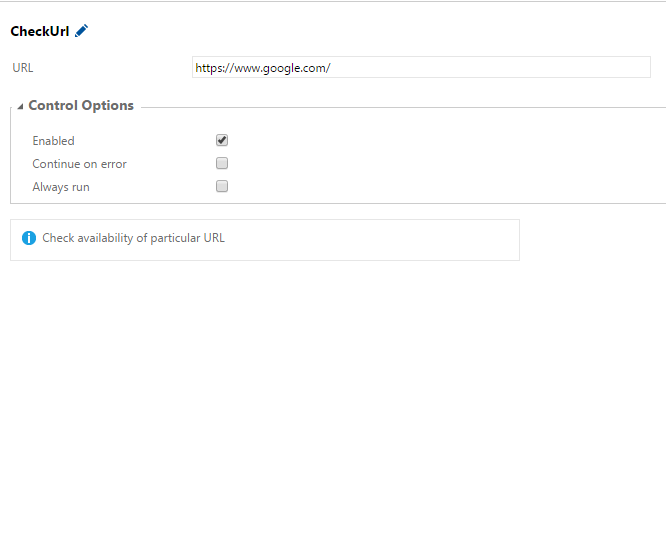 CheckUrl
URL https://www.google.com/
Control Options
Enabled
Continue on error
Always run
Check availability of particular URL